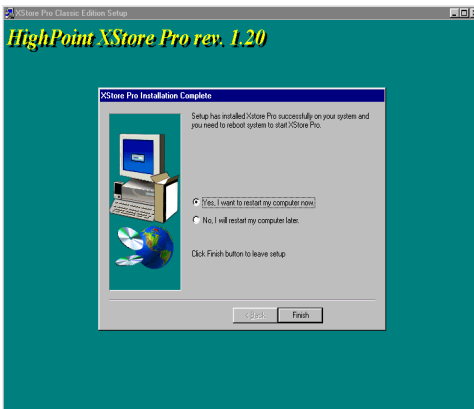 XStore Pro Classic Edition Setup
HighPoint XStore Pro rev. 1.20
XStore Pro Installation Complete
Setup has installed Xstore Pro successfully on your system and
you need to reboot system to start XStore Pro.
Yes, I want to restart my computer now.
No, I will restart my computer later.
Click Finish button to leave setup
< Back
Finish